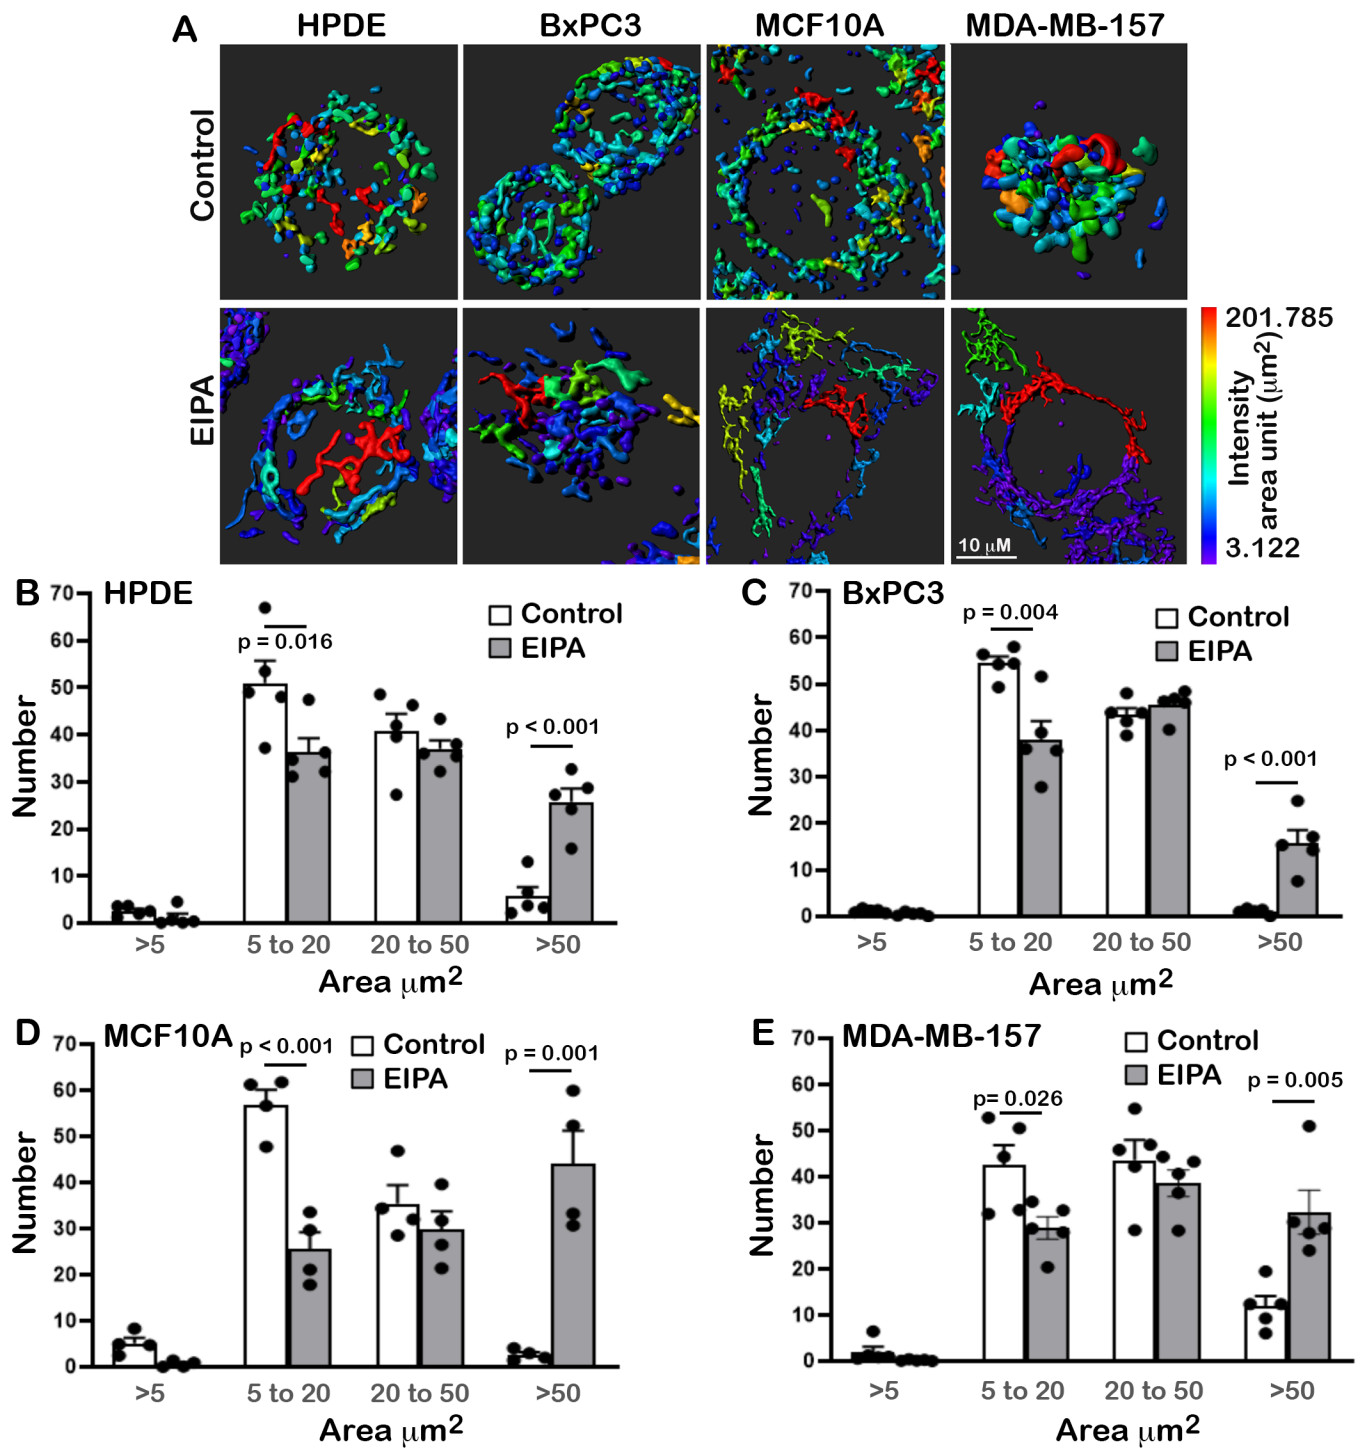 A
HPDE
BxPC3
MCF10A
MDA-MB-157
Control
EIPA
10 µM
201.785
Intensity
area unit (µm²)
3.122
B
HPDE
Control
EIPA
p = 0.016
p < 0.001
Number
70
60
50
40
30
20
10
0
>5
5 to 20
20 to 50
>50
Area µm²
C
BxPC3
Control
EIPA
p = 0.004
p < 0.001
Number
70
60
50
40
30
20
10
0
>5
5 to 20
20 to 50
>50
Area µm²
D
MCF10A
Control
EIPA
p < 0.001
p = 0.001
Number
70
60
50
40
30
20
10
0
>5
5 to 20
20 to 50
>50
Area µm²
E
MDA-MB-157
Control
EIPA
p= 0.026
p = 0.005
Number
70
60
50
40
30
20
10
0
>5
5 to 20
20 to 50
>50
Area µm²